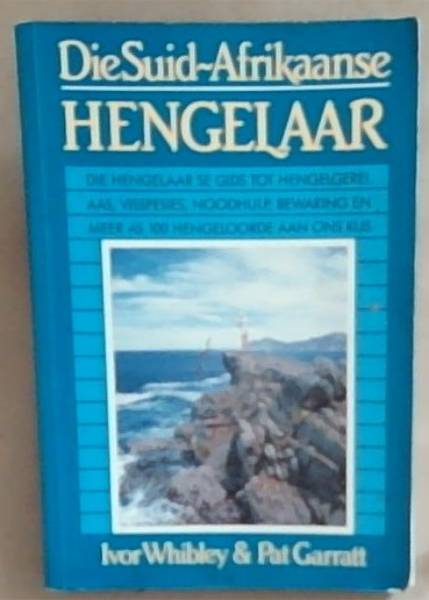 Die Suid-Afrikaanse
HENGELAAR
DIE HENGELAAR SE GIDS TOT HENGELGEREI,
AAS, VISSPESIES, NOODHULP, BEWARING EN
MEER AS 100 HENGELOORDE AAN ONS KUS
Ivor Whibley & Pat Garratt